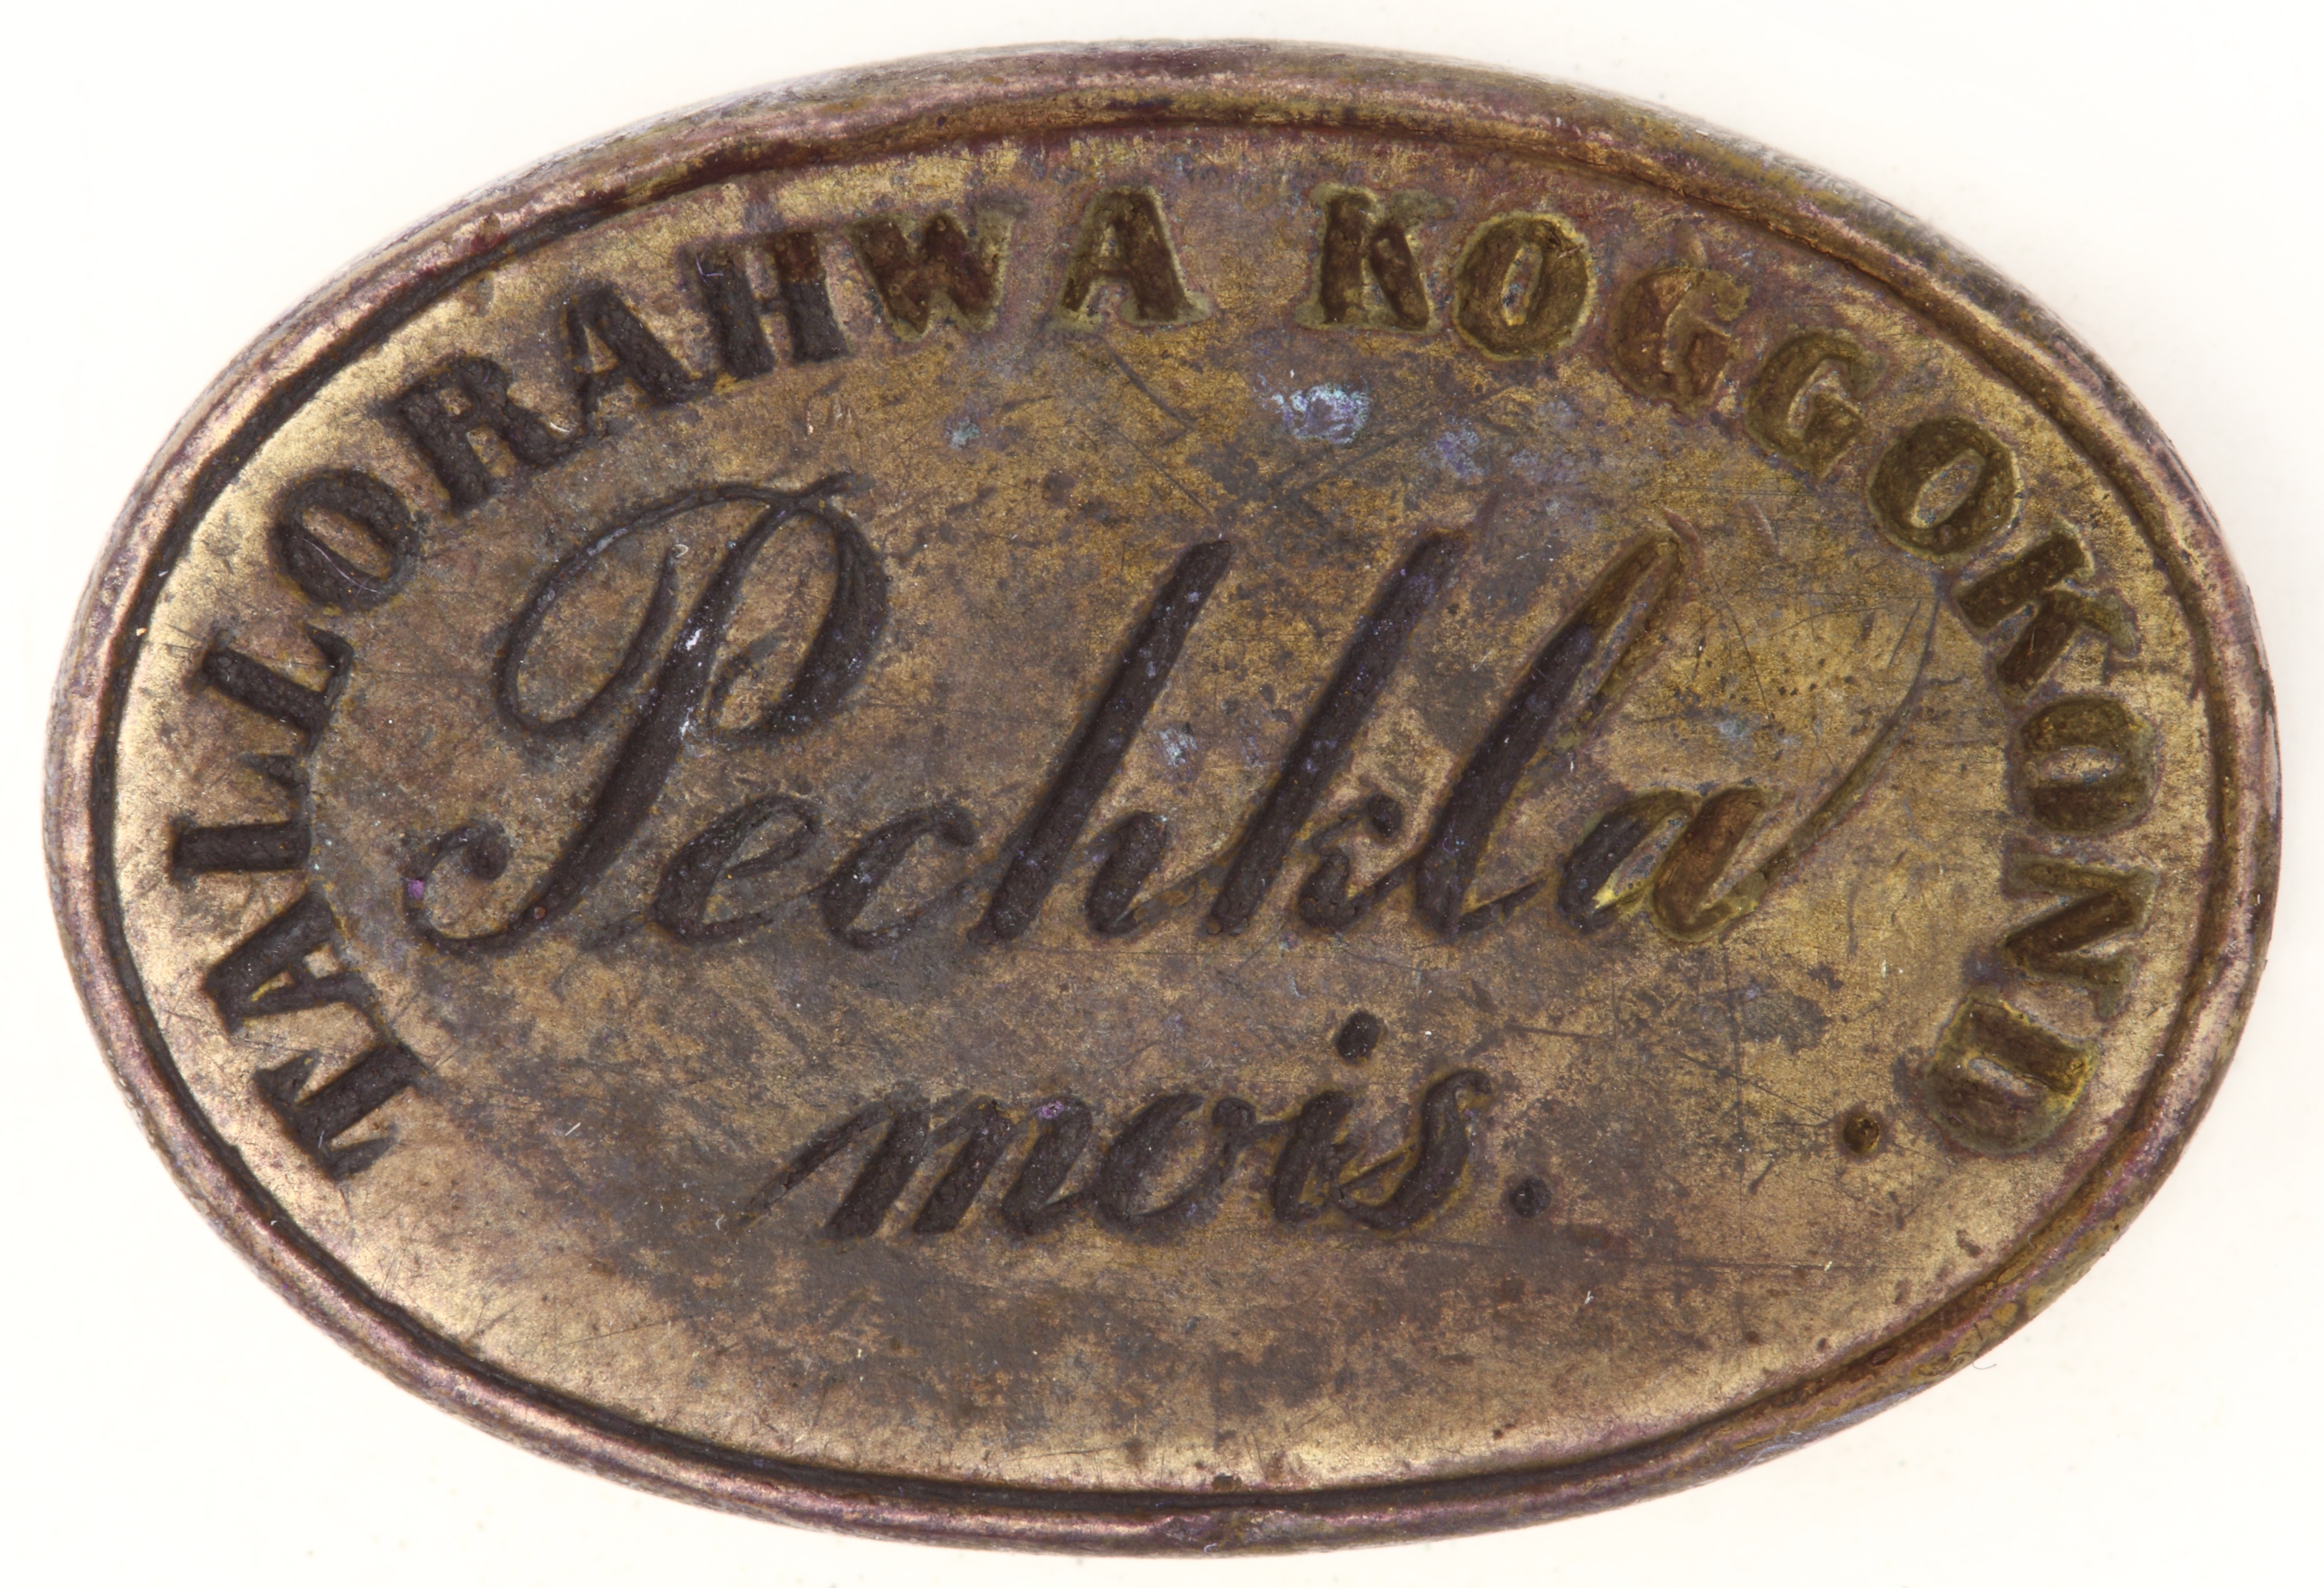 TALLORAHWA KOGGOKOND.
Pechkla
mois.